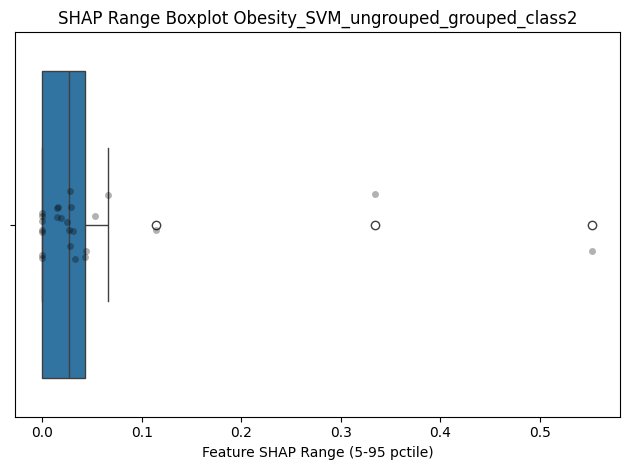 SHAP Range Boxplot Obesity_SVM_ungrouped_grouped_class2
0.0 0.1 0.2 0.3 0.4 0.5
Feature SHAP Range (5-95 pctile)